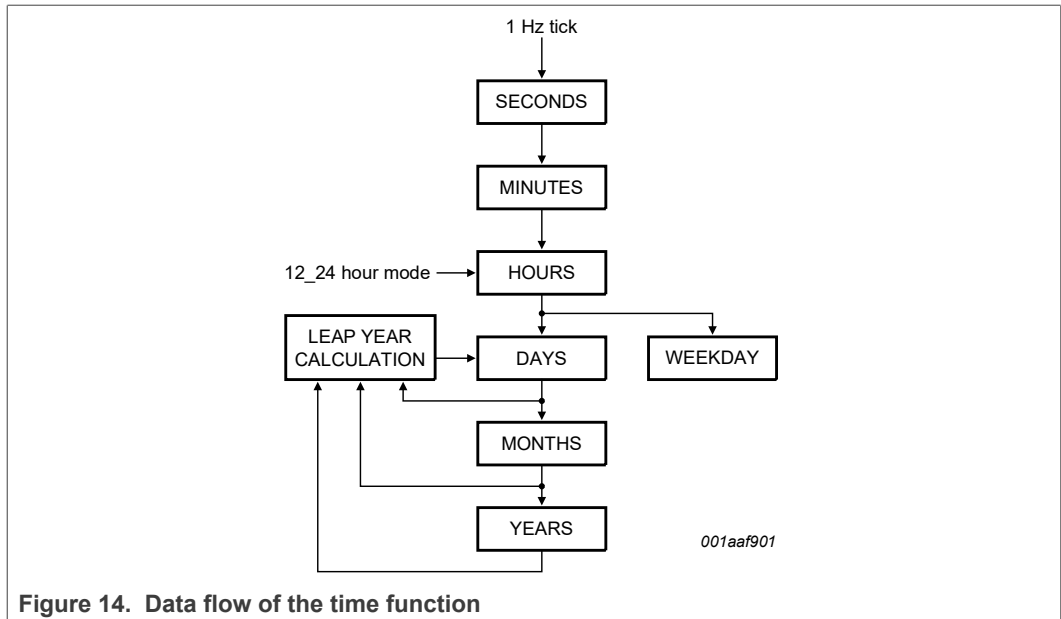 1 Hz tick
SECONDS
MINUTES
12_24 hour mode
HOURS
LEAP YEAR
CALCULATION
DAYS
WEEKDAY
MONTHS
YEARS
001aaf901
Figure 14. Data flow of the time function